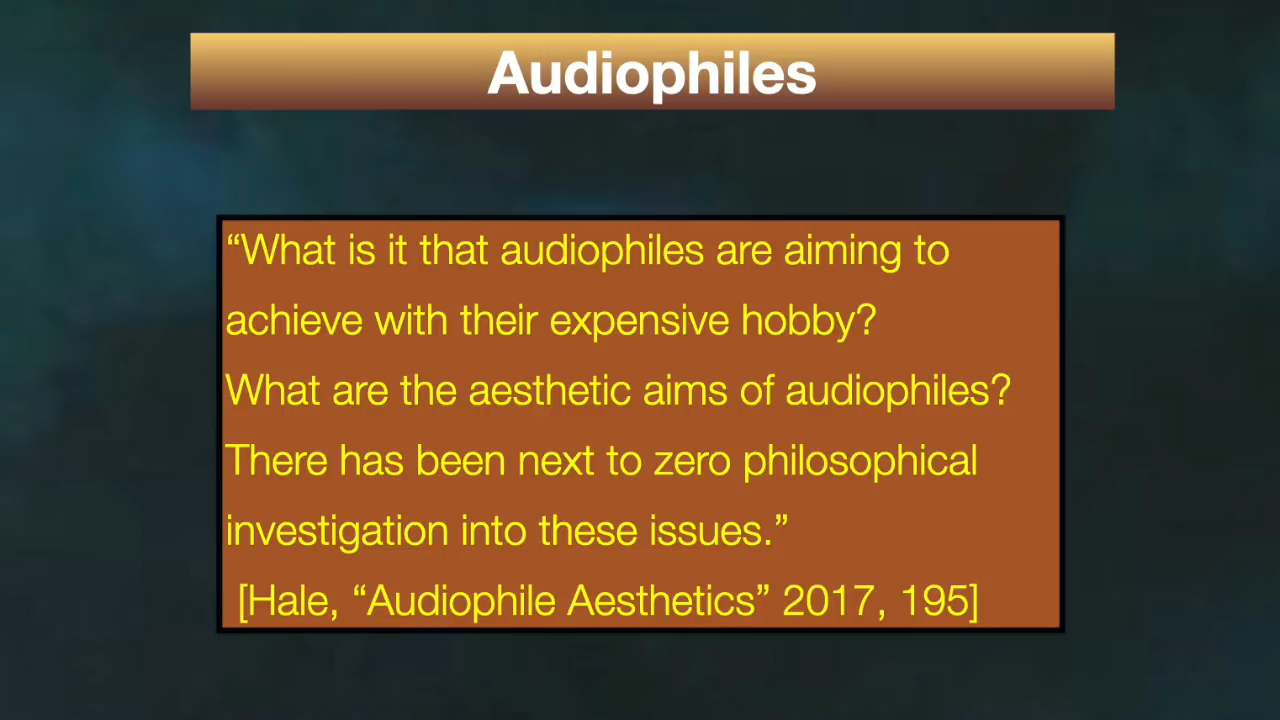 Audiophiles
“What is it that audiophiles are aiming to
achieve with their expensive hobby?
What are the aesthetic aims of audiophiles?
There has been next to zero philosophical
investigation into these issues.”
[Hale, “Audiophile Aesthetics” 2017, 195]